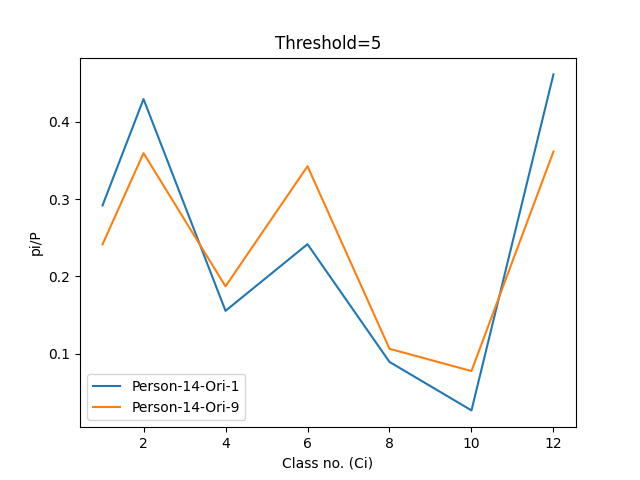 Threshold=5
pi/P
0.4
0.3
0.2
0.1
Person-14-Ori-1
Person-14-Ori-9
2 4 6 8 10 12
Class no. (Ci)